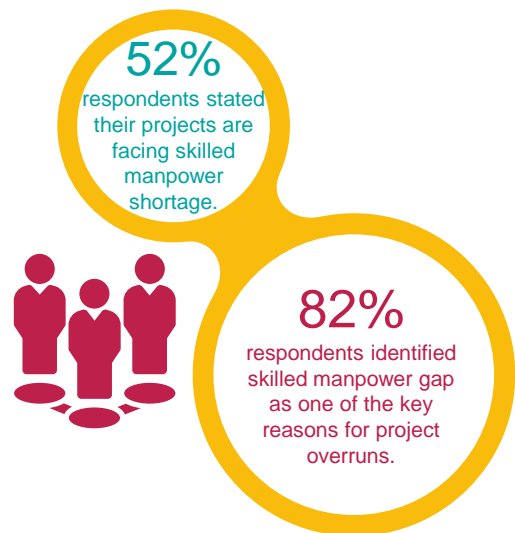 52%
respondents stated
their projects are
facing skilled
manpower
shortage.
82%
respondents identified
skilled manpower gap
as one of the key
reasons for project
overruns.